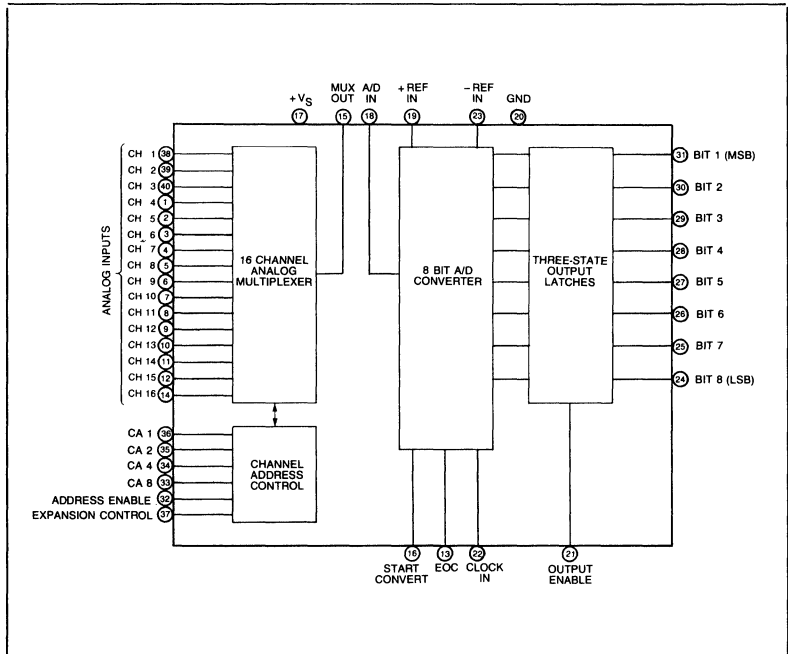 +VS
17
MUX OUT
15
A/D IN
18
+ REF IN
19
− REF IN
23
GND
20
ANALOG INPUTS
CH 1 38
CH 2 39
CH 3 40
CH 4 1
CH 5 2
CH 6 3
CH 7 4
CH 8 5
CH 9 6
CH 10 7
CH 11 8
CH 12 9
CH 13 10
CH 14 11
CH 15 12
CH 16 14
16 CHANNEL
ANALOG
MULTIPLEXER
8 BIT A/D
CONVERTER
THREE-STATE
OUTPUT
LATCHES
31 BIT 1 (MSB)
30 BIT 2
29 BIT 3
28 BIT 4
27 BIT 5
26 BIT 6
25 BIT 7
24 BIT 8 (LSB)
CA 1 36
CA 2 35
CA 4 34
CA 8 33
ADDRESS ENABLE 32
EXPANSION CONTROL 37
CHANNEL
ADDRESS
CONTROL
16
START
CONVERT
13
EOC
22
CLOCK
IN
21
OUTPUT
ENABLE